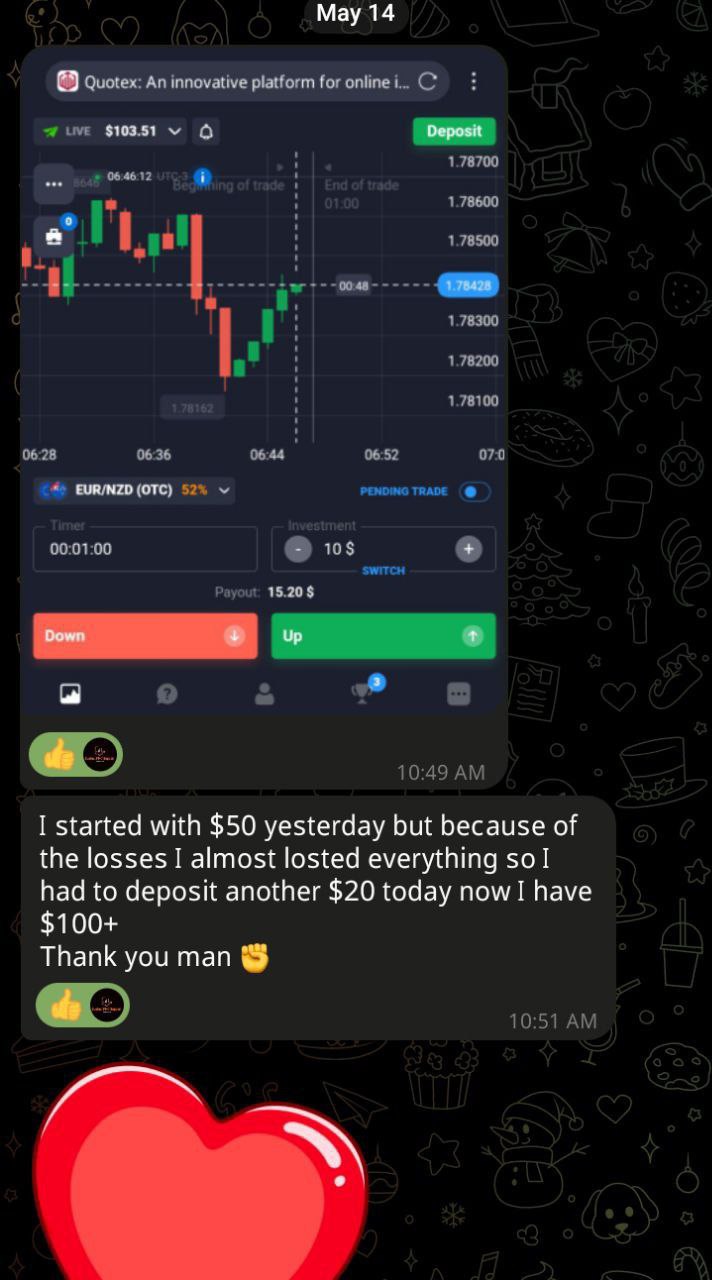 May 14
Quotex: An innovative platform for online i...
LIVE $103.51
Deposit
1.78700
06:46:12 UTC-3
Beginning of trade
End of trade
01:00
1.78600
0
1.78500
00:48
1.78428
1.78300
1.78200
1.78162
1.78100
06:28 06:36 06:44 06:52 07:0
EUR/NZD (OTC) 52%
PENDING TRADE
Timer
00:01:00
Investment
- 10 $ +
SWITCH
Payout: 15.20 $
Down
Up
3
10:49 AM
I started with $50 yesterday but because of
the losses I almost losted everything so I
had to deposit another $20 today now I have
$100+
Thank you man ✊
10:51 AM